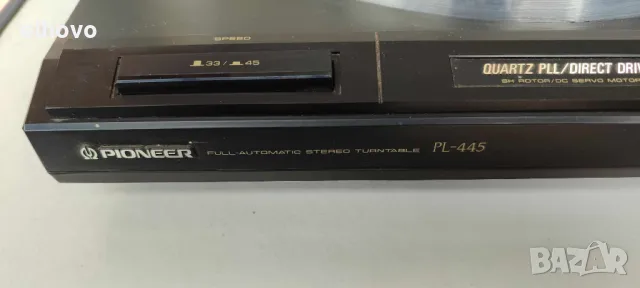 sphovo
SPEED
33 / 45
QUARTZ PLL/DIRECT DRIV
SH ROTOR/DC SERVO MOTOR
PIONEER FULL-AUTOMATIC STEREO TURNTABLE PL-445
BAZAR